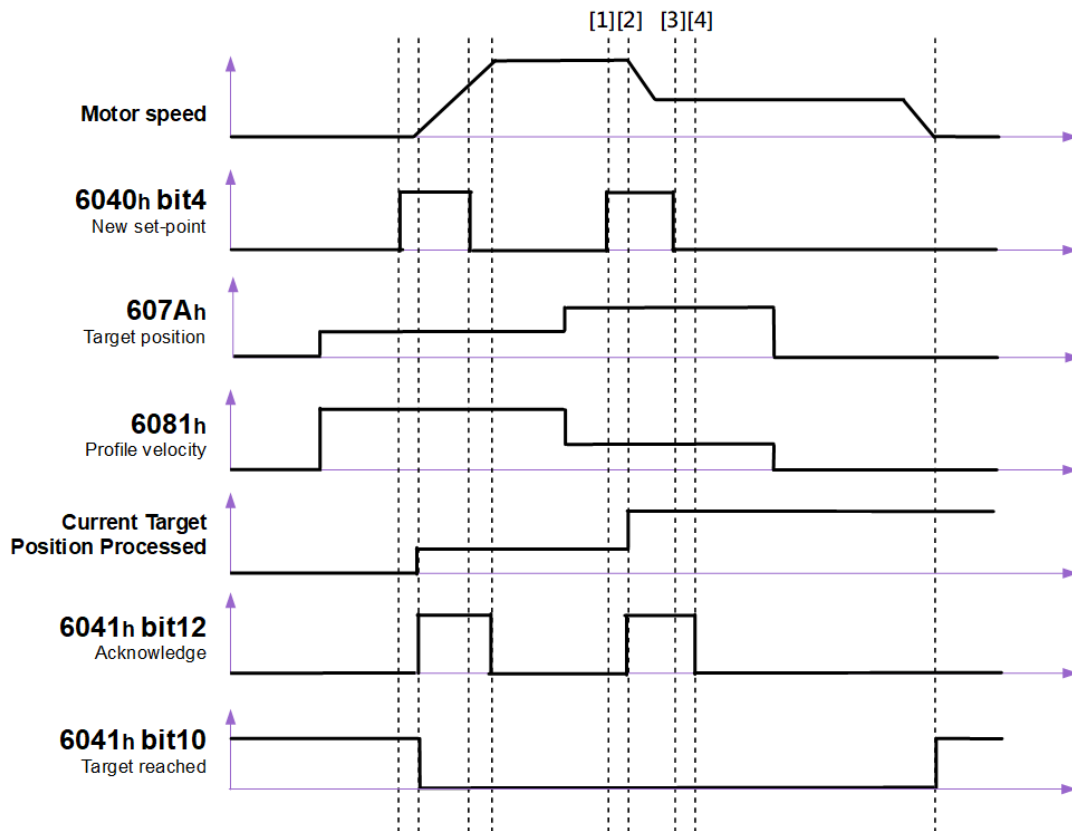 [1][2] [3][4]
Motor speed
6040h bit4
New set-point
607Ah
Target position
6081h
Profile velocity
Current Target
Position Processed
6041h bit12
Acknowledge
6041h bit10
Target reached